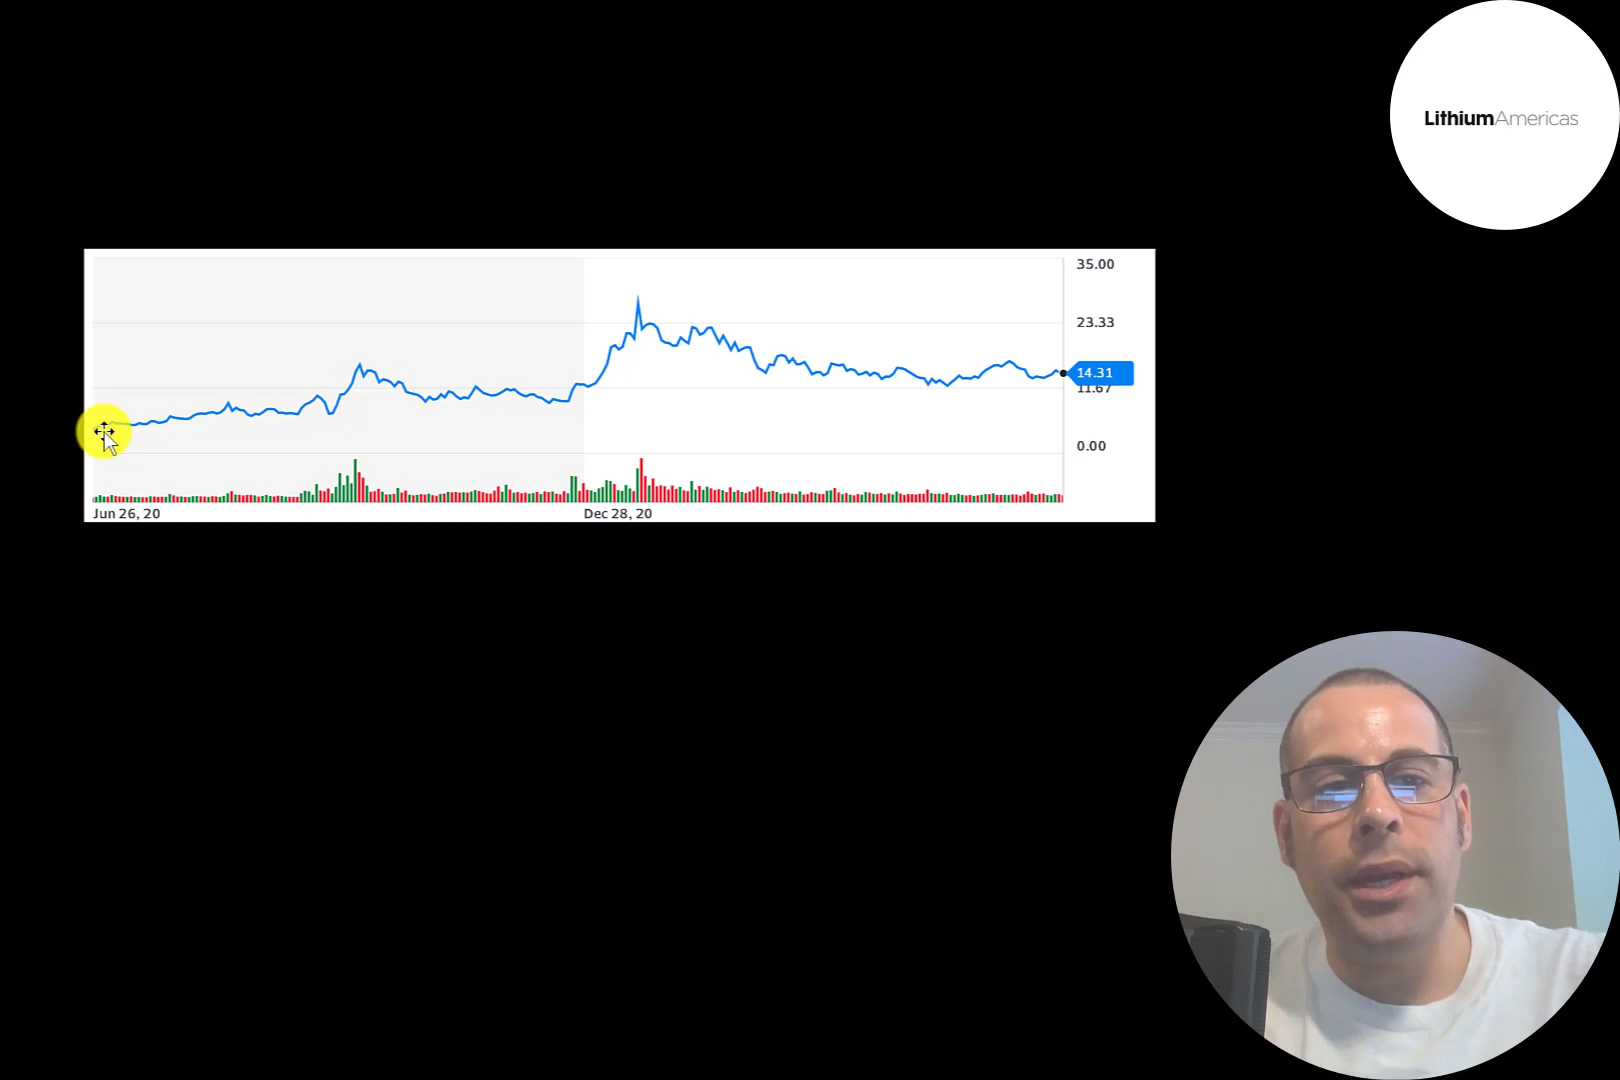 LithiumAmericas
35.00
23.33
14.31
11.67
0.00
Jun 26, 20
Dec 28, 20